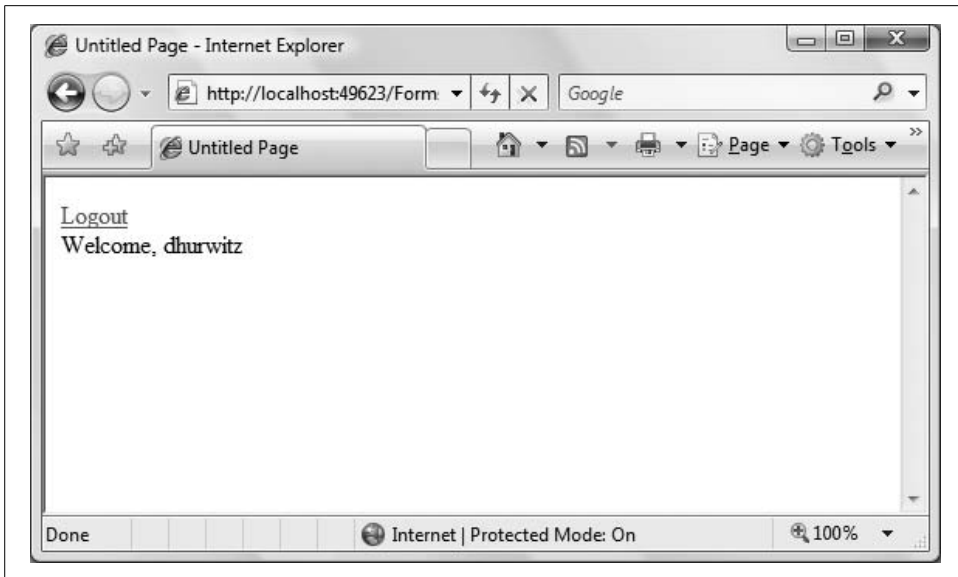 Untitled Page - Internet Explorer
http://localhost:49623/Form
Google
Untitled Page
Page
Tools
Logout
Welcome, dhurwitz
Done
Internet | Protected Mode: On
100%